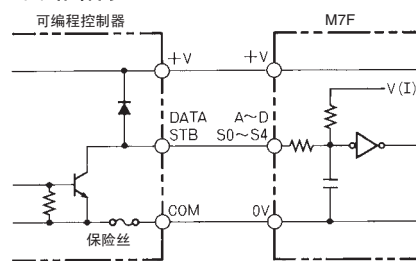 可编程控制器 M7F
+V +V
V(I)
DATA A~D
STB S0~S4
COM 0V
保险丝